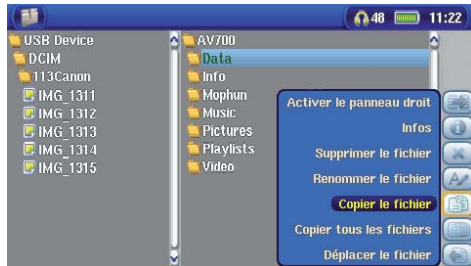 48 11:22
USB Device
DCIM
113Canon
IMG_1311
IMG_1312
IMG_1313
IMG_1314
IMG_1315
AV700
Data
Info
Mophun
Music
Pictures
Playlists
Video
Activer le panneau droit
Infos
Supprimer le fichier
Renommer le fichier
Copier le fichier
Copier tous les fichiers
Déplacer le fichier